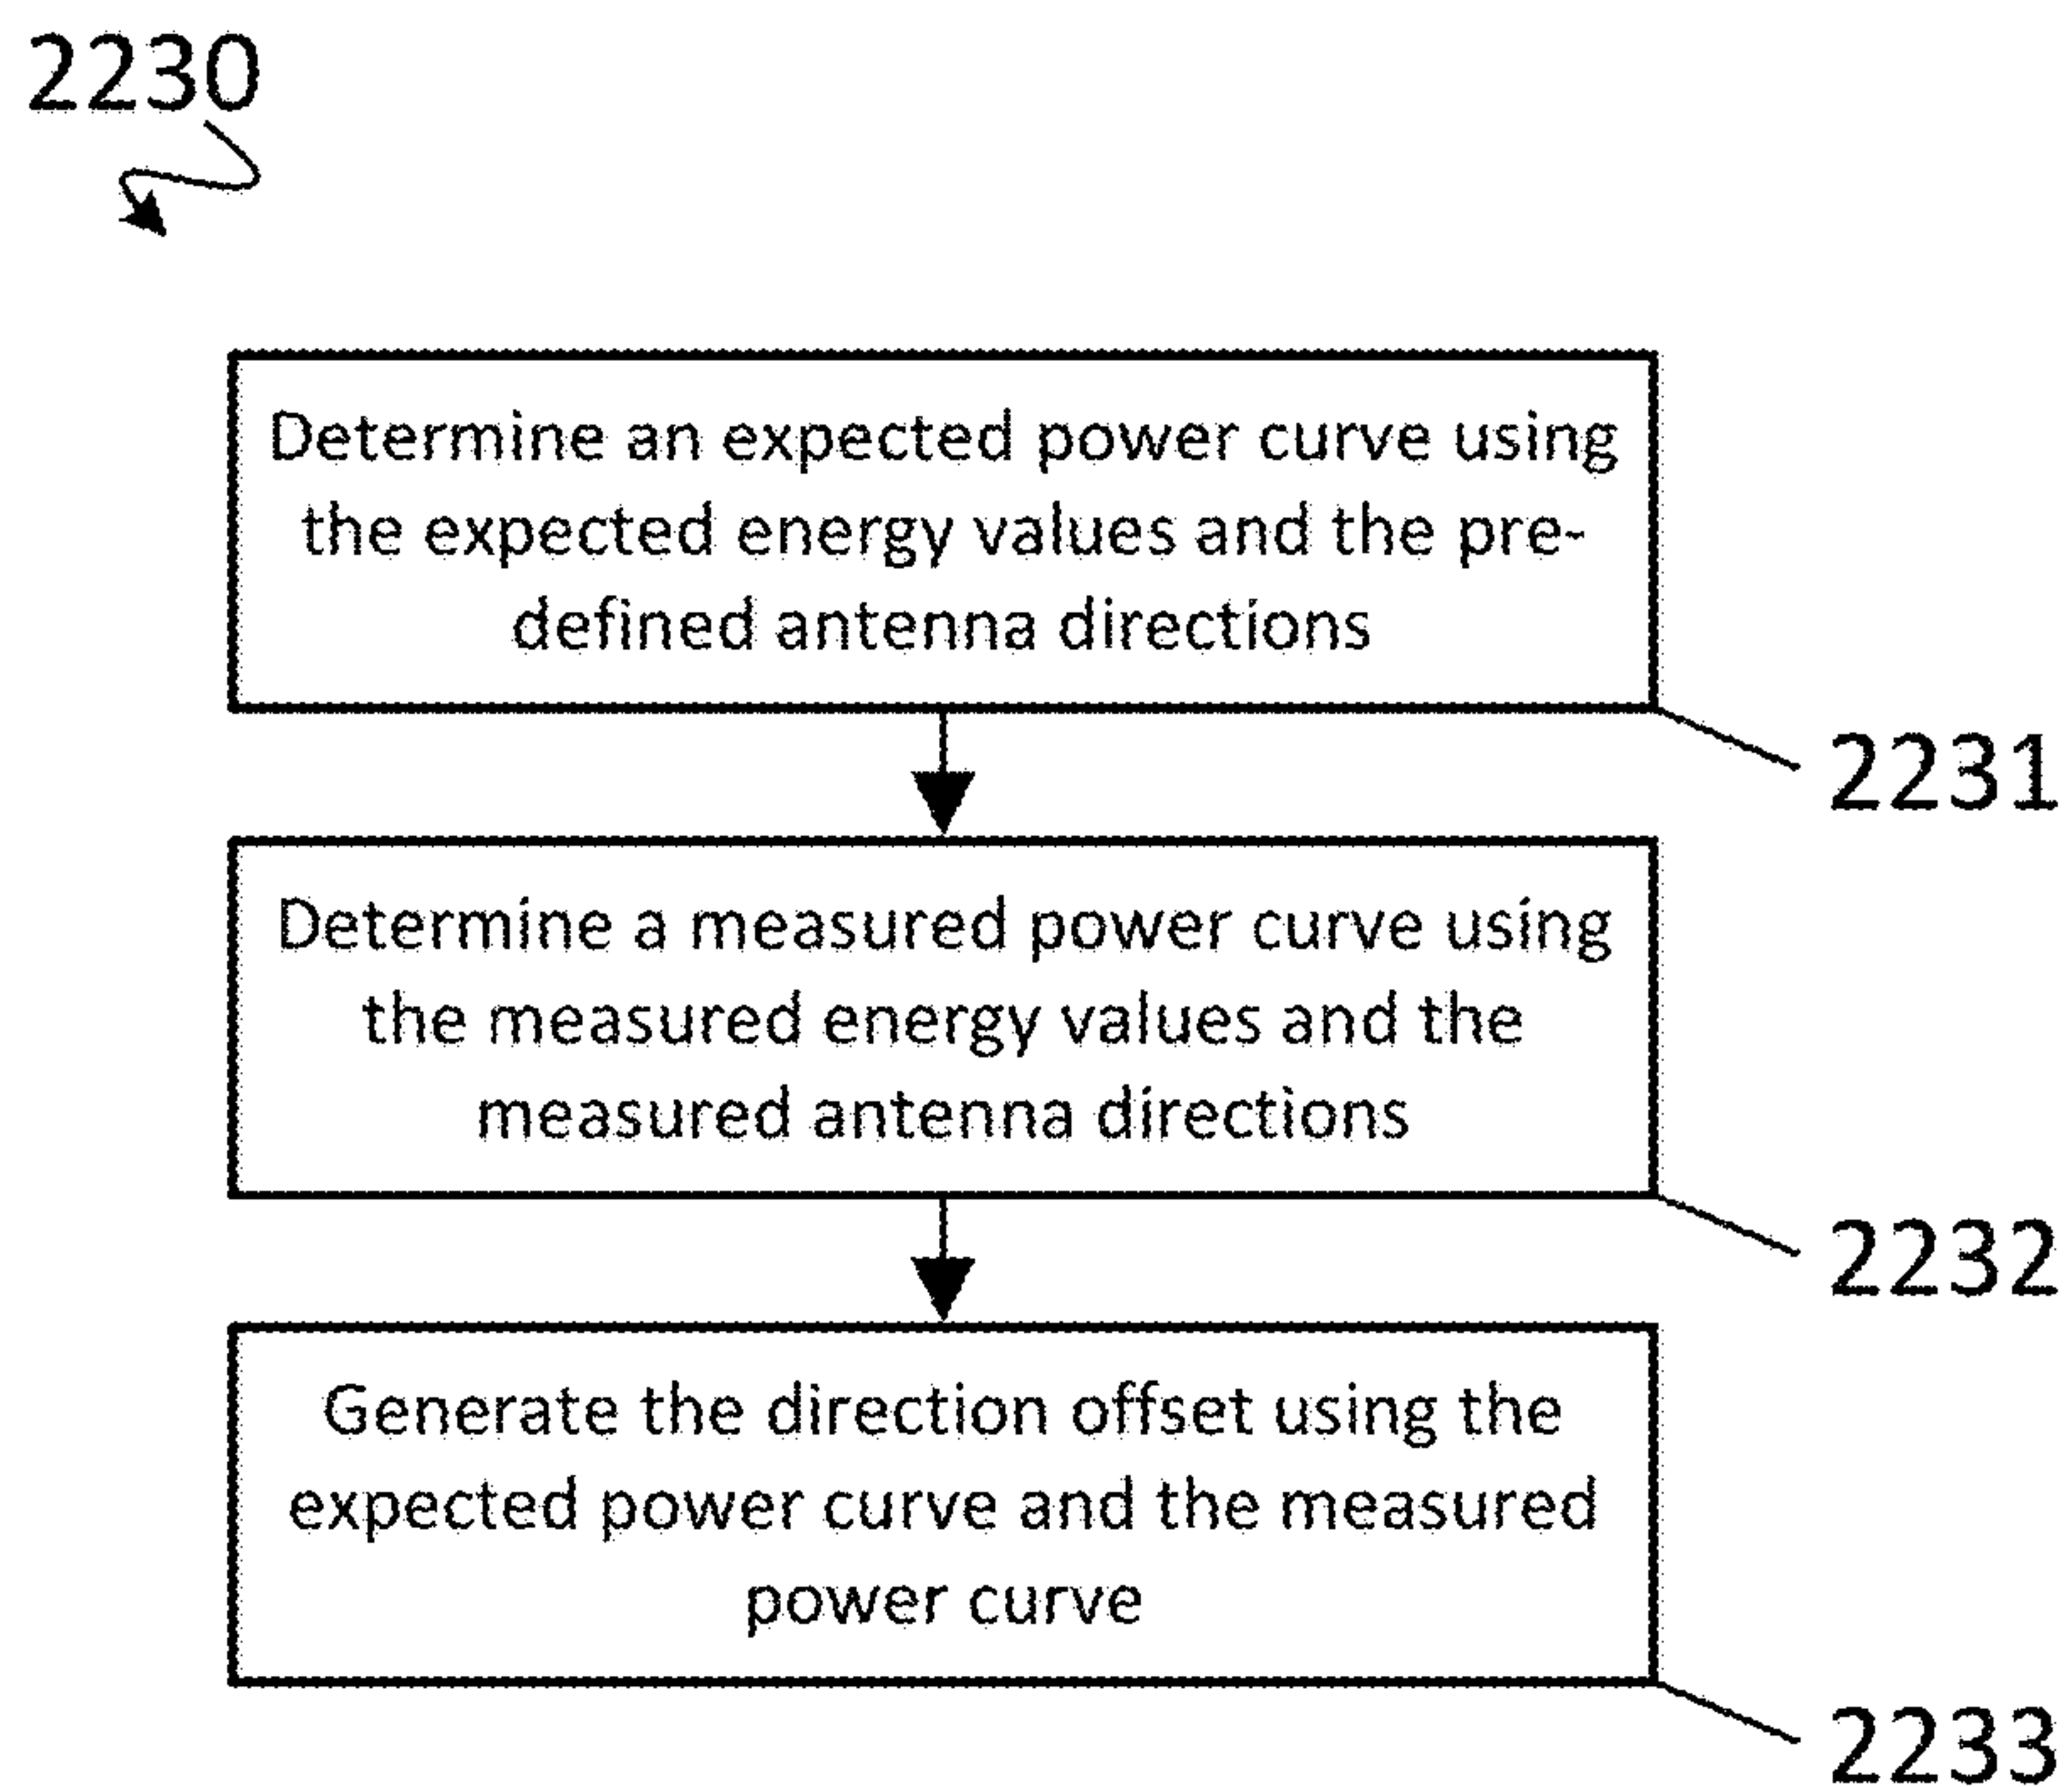 2230
Determine an expected power curve using
the expected energy values and the pre-
defined antenna directions
2231
Determine a measured power curve using
the measured energy values and the
measured antenna directions
2232
Generate the direction offset using the
expected power curve and the measured
power curve
2233